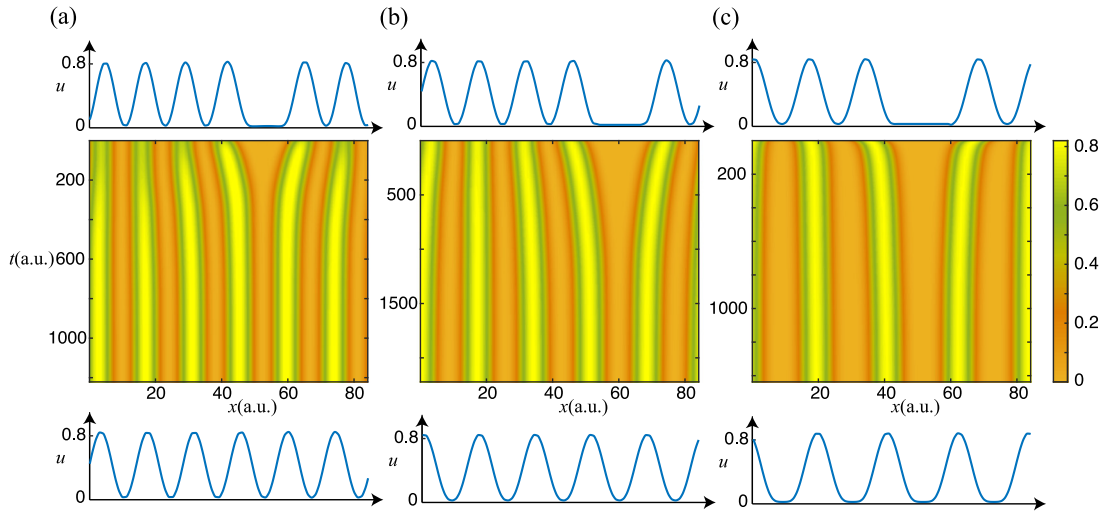 (a) (b) (c)
0.8 0.8 0.8
u u u
0 0 0
200 500 200 0.8
0.6
t(a.u.) 600 0.4
1500 1000 0.2
1000 0
20 40 60 80 20 40 60 80 20 40 60 80
x(a.u.) x(a.u.) x(a.u.)
0.8 0.8 0.8
u u u
0 0 0